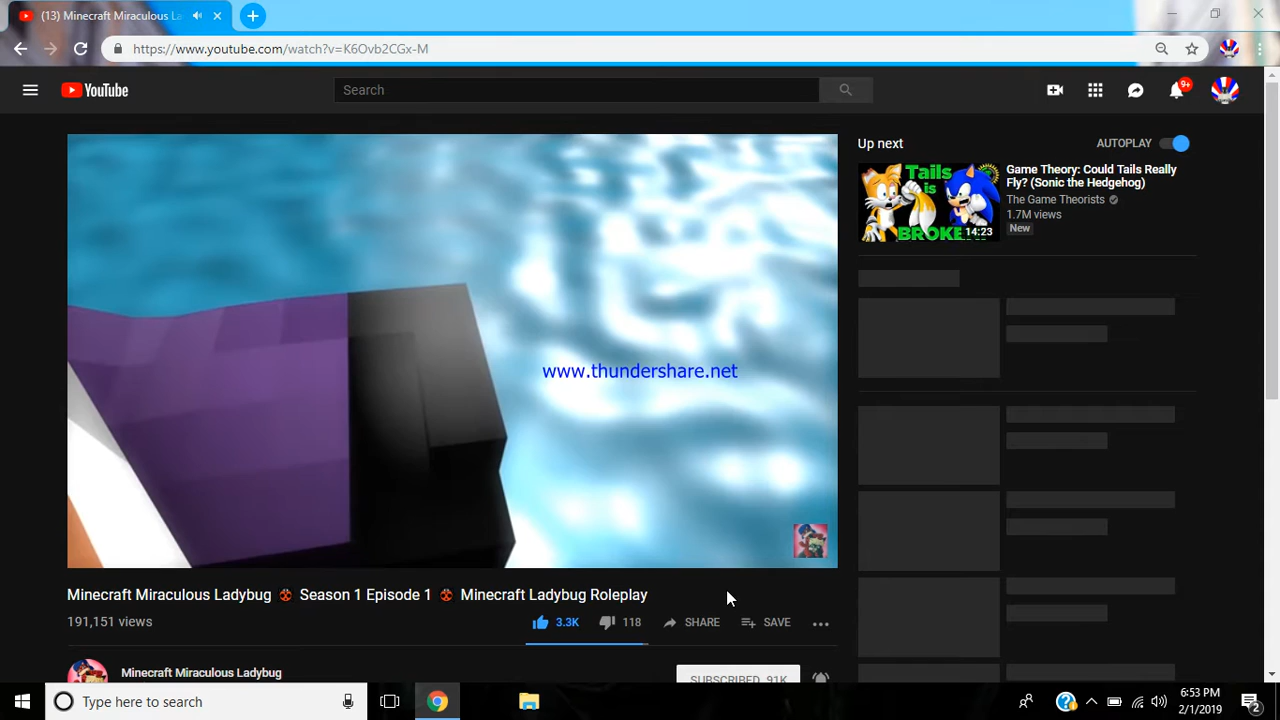 (13) Minecraft Miraculous La
https://www.youtube.com/watch?v=K6Ovb2CGx-M
YouTube
Search
9+
Up next
AUTOPLAY
Tails is BROKEN
14:23
Game Theory: Could Tails Really
Fly? (Sonic the Hedgehog)
The Game Theorists
1.7M views
New
www.thundershare.net
Minecraft Miraculous Ladybug 🐞 Season 1 Episode 1 🐞 Minecraft Ladybug Roleplay
191,151 views
3.3K
118
SHARE
SAVE
Minecraft Miraculous Ladybug
SUBSCRIBED 91K
Type here to search
6:53 PM
2/1/2019
2